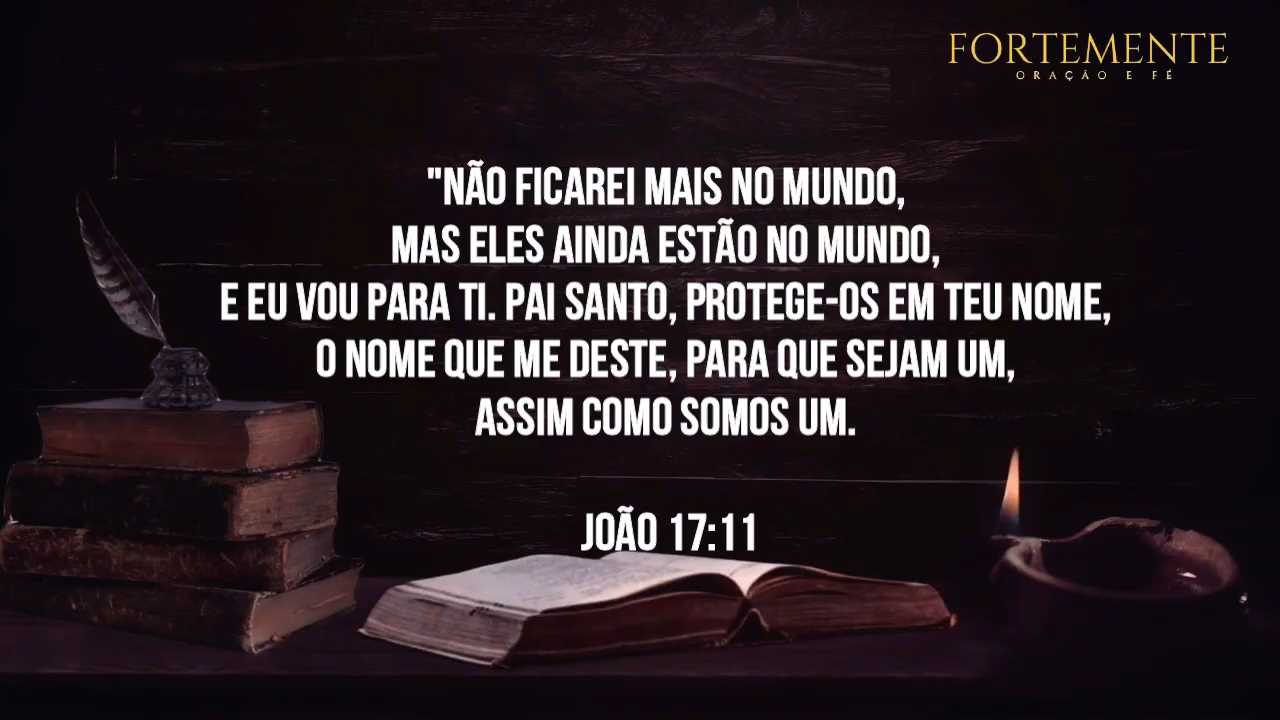 FORTEMENTE
ORAÇÃO E FÉ
"NÃO FICAREI MAIS NO MUNDO,
MAS ELES AINDA ESTÃO NO MUNDO,
E EU VOU PARA TI. PAI SANTO, PROTEGE-OS EM TEU NOME,
O NOME QUE ME DESTE, PARA QUE SEJAM UM,
ASSIM COMO SOMOS UM.
JOÃO 17:11